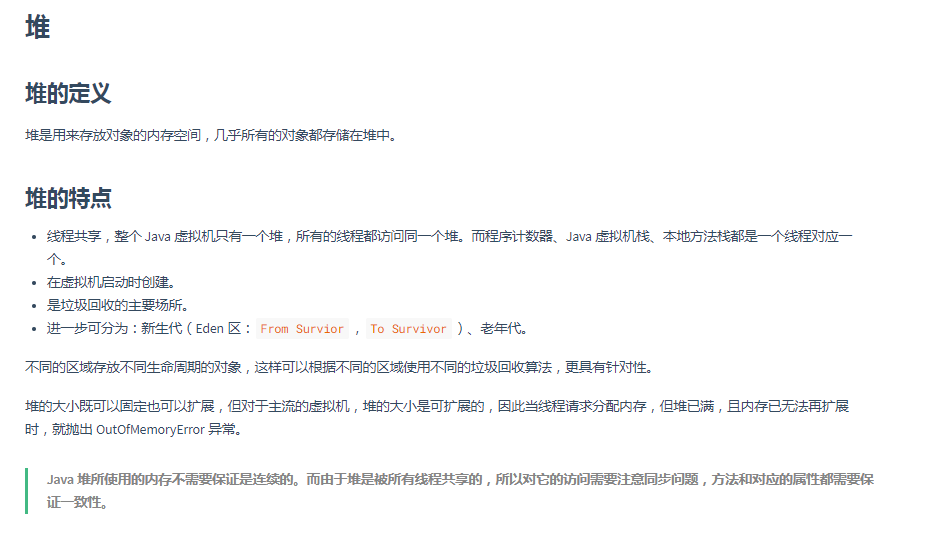 堆
堆的定义
堆是用来存放对象的内存空间，几乎所有的对象都存储在堆中。
堆的特点
• 线程共享，整个 Java 虚拟机只有一个堆，所有的线程都访问同一个堆。而程序计数器、Java 虚拟机栈、本地方法栈都是一个线程对应一
个。
• 在虚拟机启动时创建。
• 是垃圾回收的主要场所。
• 进一步可分为：新生代（Eden 区： From Survior ， To Survivor ）、老年代。
不同的区域存放不同生命周期的对象，这样可以根据不同的区域使用不同的垃圾回收算法，更具有针对性。
堆的大小既可以固定也可以扩展，但对于主流的虚拟机，堆的大小是可扩展的，因此当线程请求分配内存，但堆已满，且内存已无法再扩展
时，就抛出 OutOfMemoryError 异常。
Java 堆所使用的内存不需要保证是连续的。而由于堆是被所有线程共享的，所以对它的访问需要注意同步问题，方法和对应的属性都需要保
证一致性。